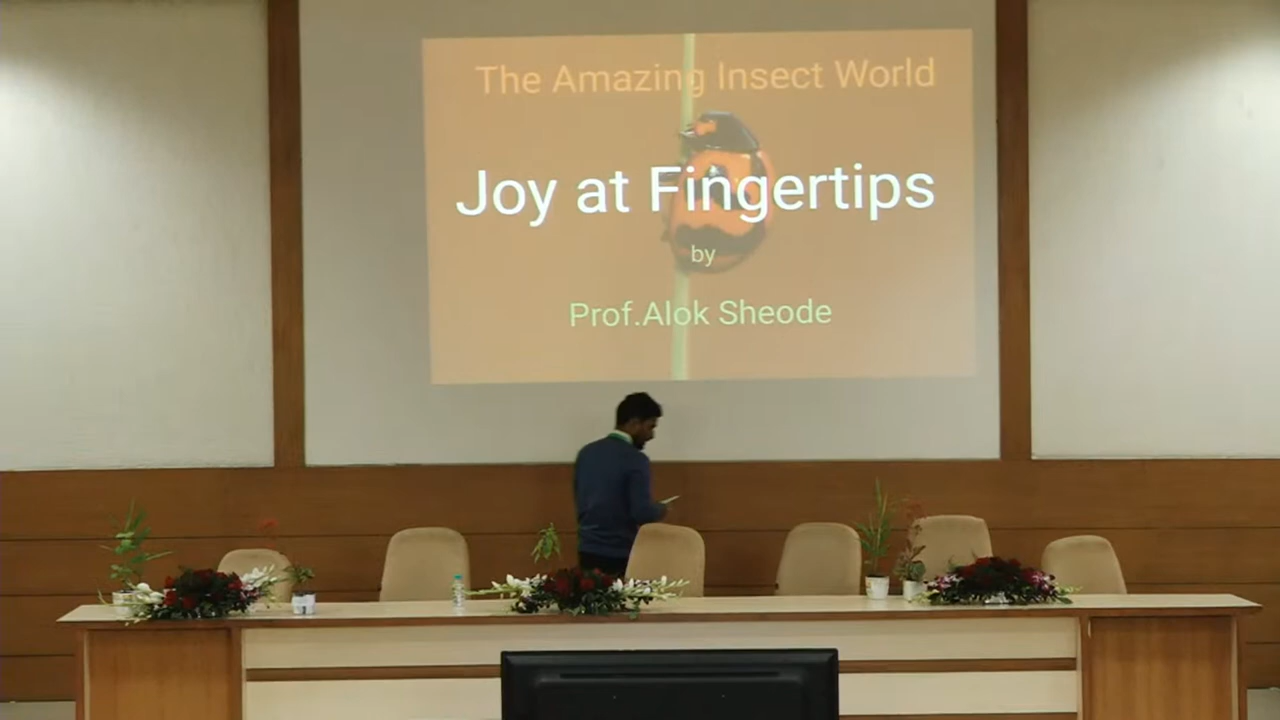 The Amazing Insect World
Joy at Fingertips
by
Prof.Alok Sheode